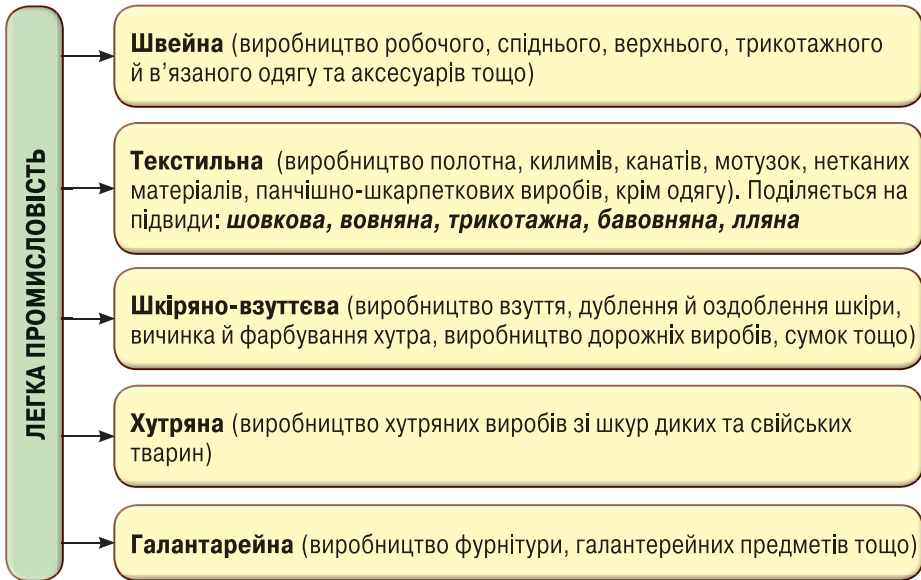 ЛЕГКА ПРОМИСЛОВІСТЬ
Швейна (виробництво робочого, спіднього, верхнього, трикотажного
й в’язаного одягу та аксесуарів тощо)
Текстильна (виробництво полотна, килимів, канатів, мотузок, нетканих
матеріалів, панчішно-шкарпеткових виробів, крім одягу). Поділяється на
підвиди: шовкова, вовняна, трикотажна, бавовняна, лляна
Шкіряно-взуттєва (виробництво взуття, дублення й оздоблення шкіри,
вичинка й фарбування хутра, виробництво дорожніх виробів, сумок тощо)
Хутряна (виробництво хутряних виробів зі шкур диких та свійських
тварин)
Галантарейна (виробництво фурнітури, галантерейних предметів тощо)